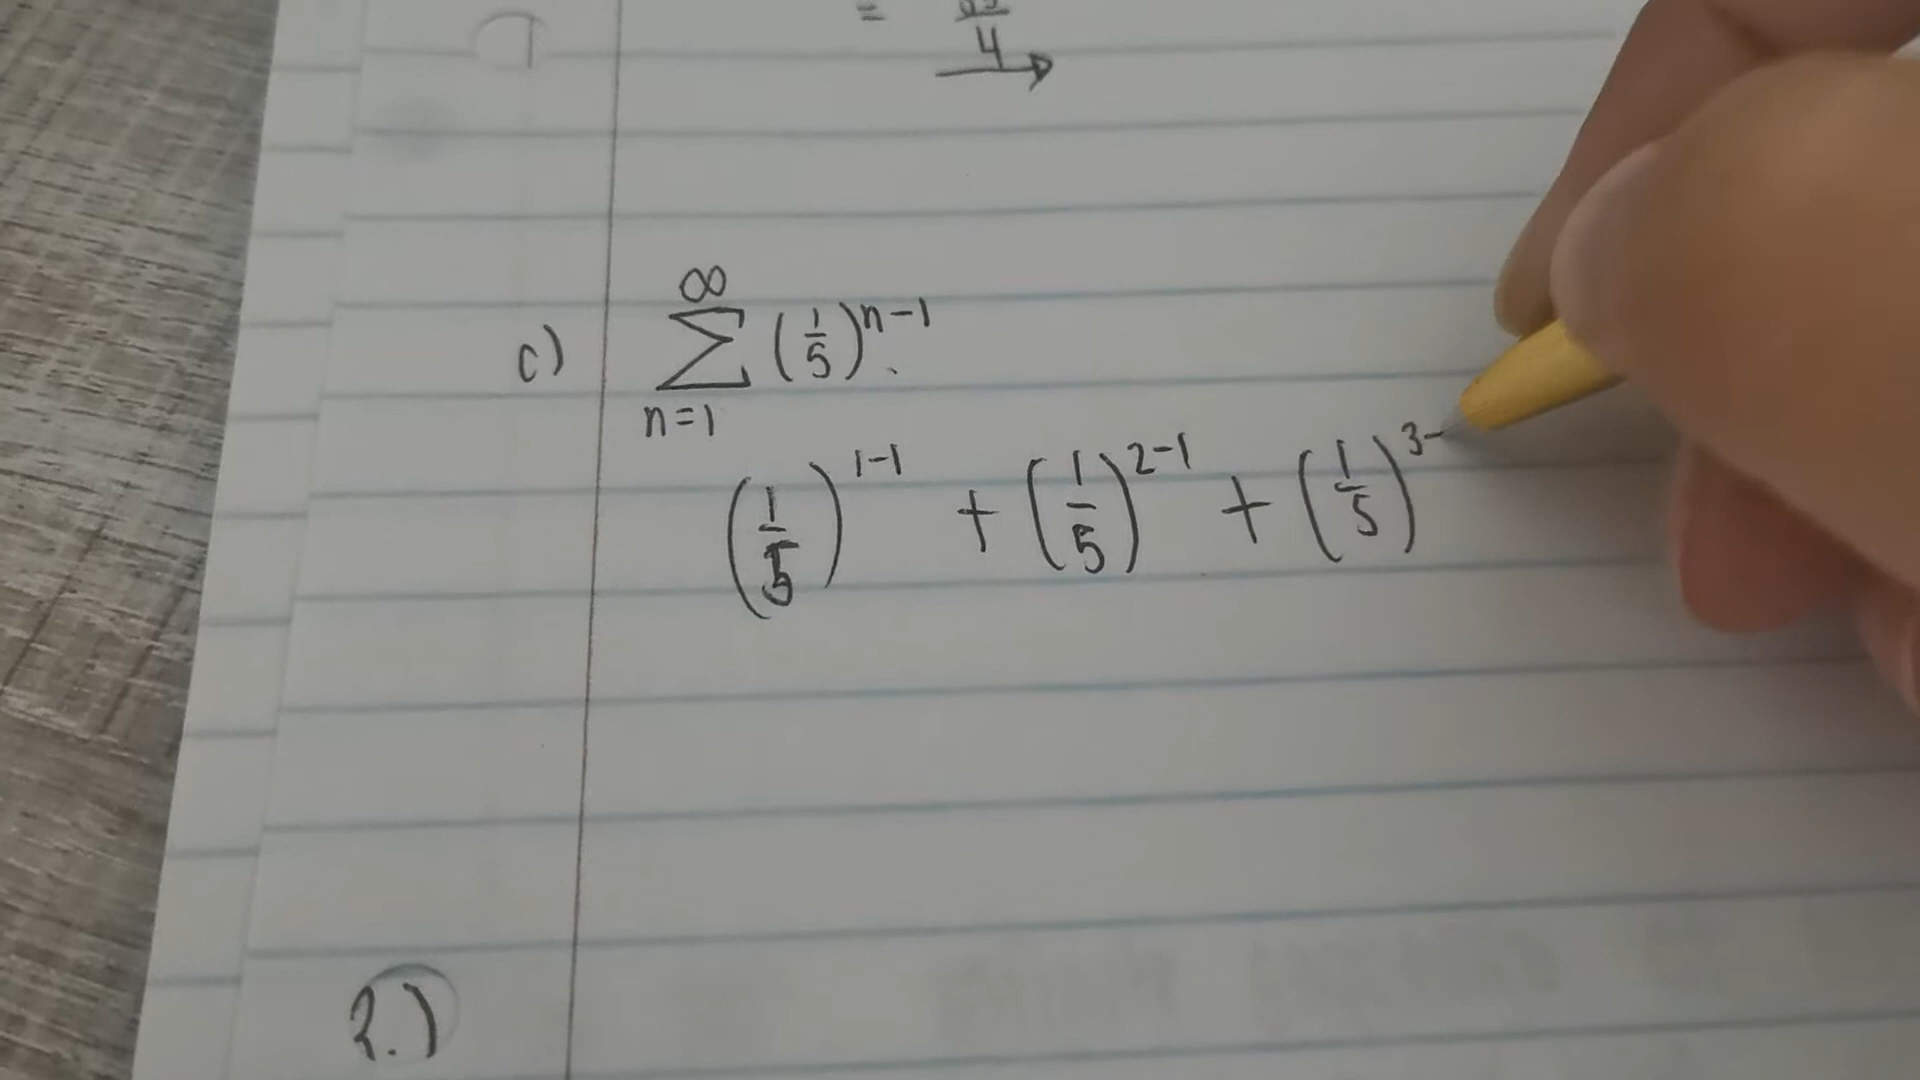 =
4
c) ∞ ∑ n=1 (1/5)^n-1
(1/5)^1-1 + (1/5)^2-1 + (1/5)^3-
2.)